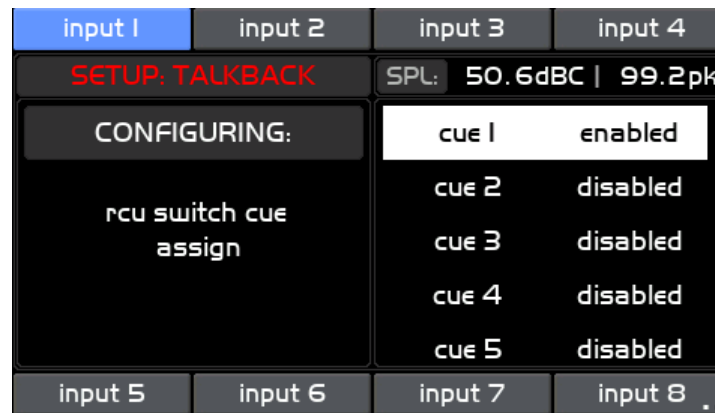 input 1 input 2 input 3 input 4
SETUP: TALKBACK SPL: 50.6dBC | 99.2pk
CONFIGURING:
cue 1 enabled
cue 2 disabled
rcu switch cue
assign
cue 3 disabled
cue 4 disabled
cue 5 disabled
input 5 input 6 input 7 input 8